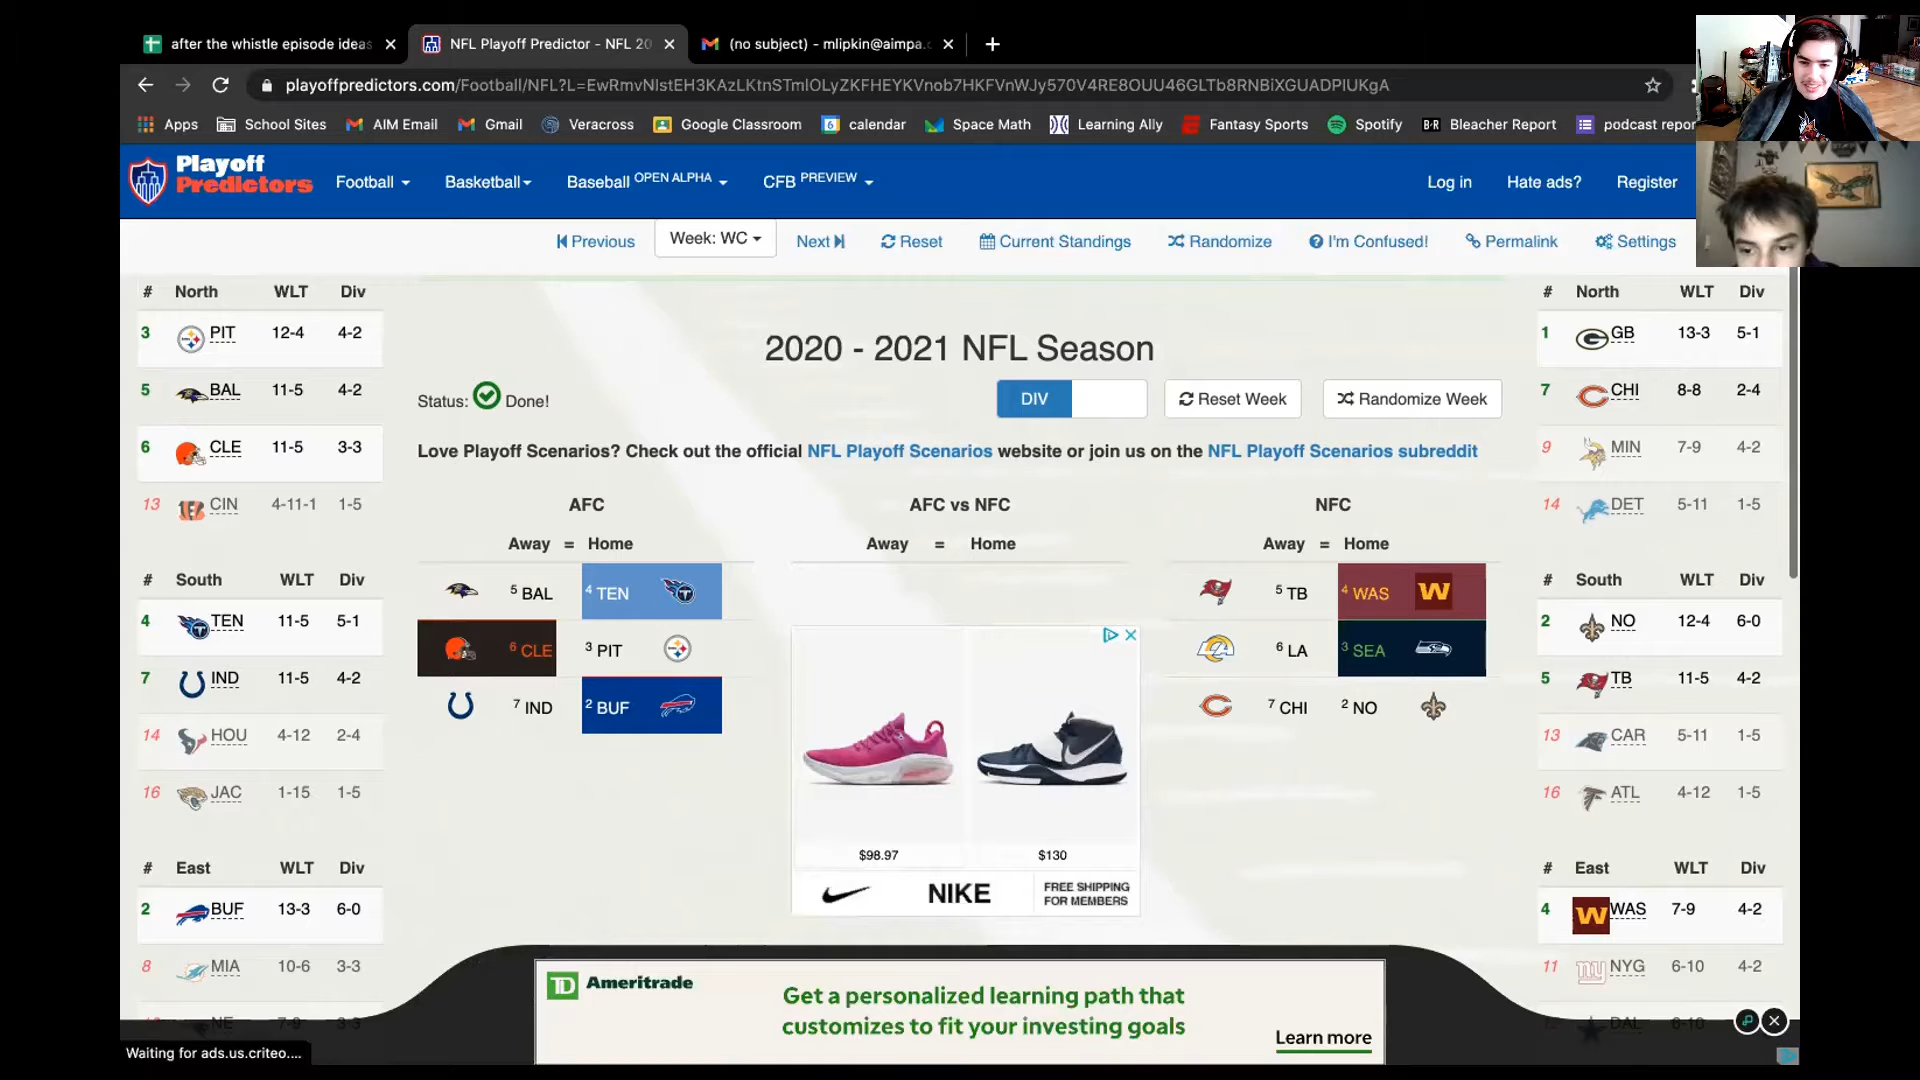 after the whistle episode ideas
NFL Playoff Predictor - NFL 20
(no subject) - mlipkin@aimpa.
playoffpredictors.com/Football/NFL?L=EwRmvNIstEH3KAzLKtnSTmIOLyZKFHEYKVnob7HKFVnWJy570V4RE8OUU46GLTb8RNBiXGUADPIUKgA
Apps School Sites AIM Email Gmail Veracross Google Classroom calendar Space Math Learning Ally Fantasy Sports Spotify B·R Bleacher Report podcast repor
Playoff
Predictors
Football Basketball Baseball OPEN ALPHA CFB PREVIEW Log in Hate ads? Register
Previous Week: WC Next Reset Current Standings Randomize I'm Confused! Permalink Settings
# North WLT Div
3 PIT 12-4 4-2
5 BAL 11-5 4-2
6 CLE 11-5 3-3
13 CIN 4-11-1 1-5
# South WLT Div
4 TEN 11-5 5-1
7 IND 11-5 4-2
14 HOU 4-12 2-4
16 JAC 1-15 1-5
# East WLT Div
2 BUF 13-3 6-0
8 MIA 10-6 3-3
NE 7-9 3-3
2020 - 2021 NFL Season
Status: Done!
DIV Reset Week Randomize Week
Love Playoff Scenarios? Check out the official NFL Playoff Scenarios website or join us on the NFL Playoff Scenarios subreddit
AFC
Away = Home
5 BAL 4 TEN
6 CLE 3 PIT
7 IND 2 BUF
AFC vs NFC
Away = Home
$98.97 $130
NIKE
FREE SHIPPING
FOR MEMBERS
NFC
Away = Home
5 TB 4 WAS W
6 LA 3 SEA
7 CHI 2 NO
# North WLT Div
1 GB 13-3 5-1
7 CHI 8-8 2-4
9 MIN 7-9 4-2
14 DET 5-11 1-5
# South WLT Div
2 NO 12-4 6-0
5 TB 11-5 4-2
13 CAR 5-11 1-5
16 ATL 4-12 1-5
# East WLT Div
4 W WAS 7-9 4-2
11 NYG 6-10 4-2
DAL 6-10
TD Ameritrade
Get a personalized learning path that
customizes to fit your investing goals
Learn more
Waiting for ads.us.criteo....